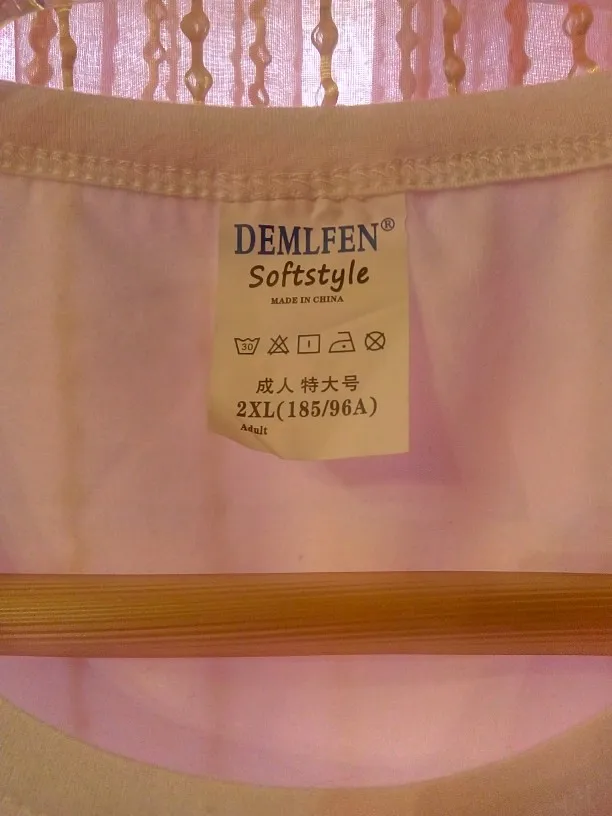 DEMLFEN®
Softstyle
MADE IN CHINA
30
成人 特大号
2XL(185/96A)
Adult